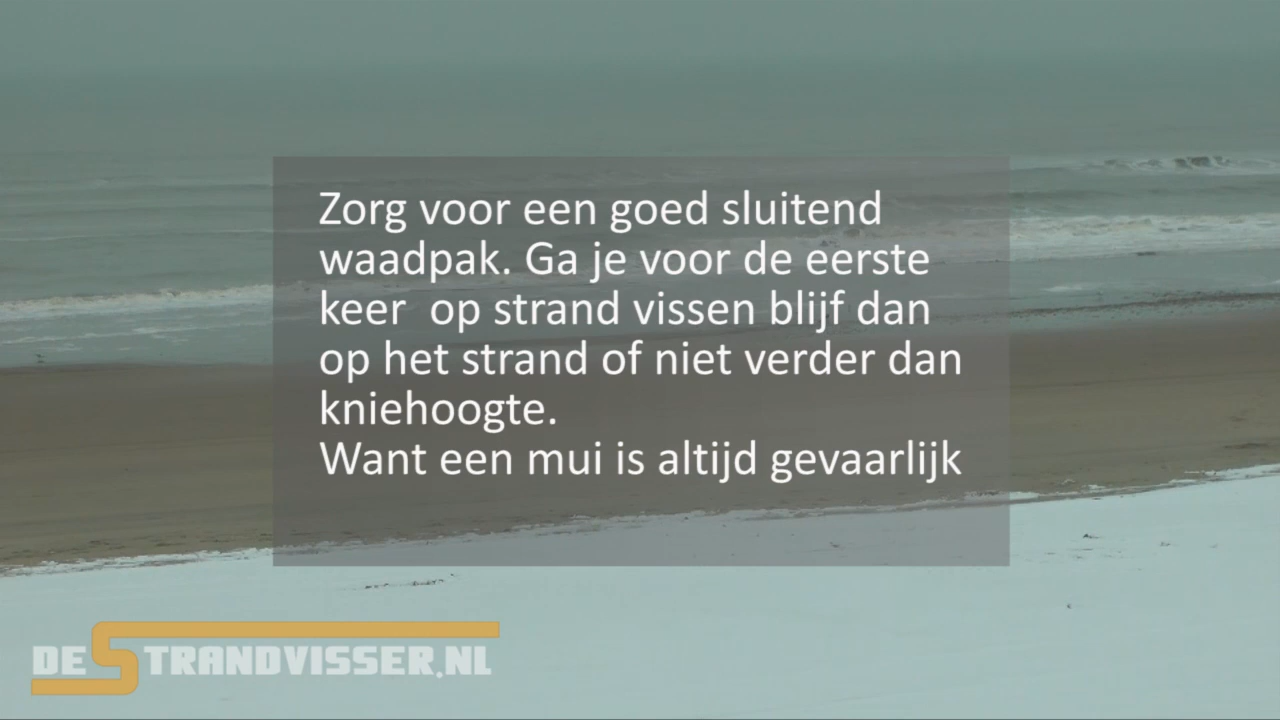 Zorg voor een goed sluitend
waadpak. Ga je voor de eerste
keer  op strand vissen blijf dan
op het strand of niet verder dan
kniehoogte.
Want een mui is altijd gevaarlijk
DESTRANDVISSER.NL